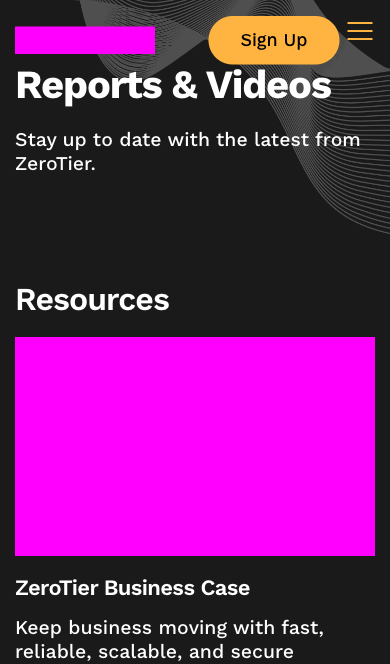 Sign Up
Reports & Videos
Stay up to date with the latest from
ZeroTier.
Resources
ZeroTier Business Case
Keep business moving with fast,
reliable, scalable, and secure